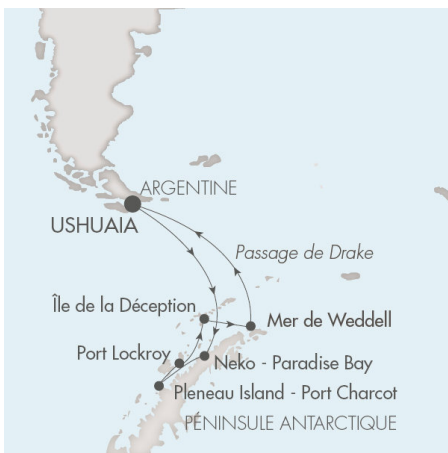 ARGENTINE
USHUAIA
Passage de Drake
Île de la Déception
Mer de Weddell
Port Lockroy
Neko - Paradise Bay
Pleneau Island - Port Charcot
PÉNINSULE ANTARCTIQUE